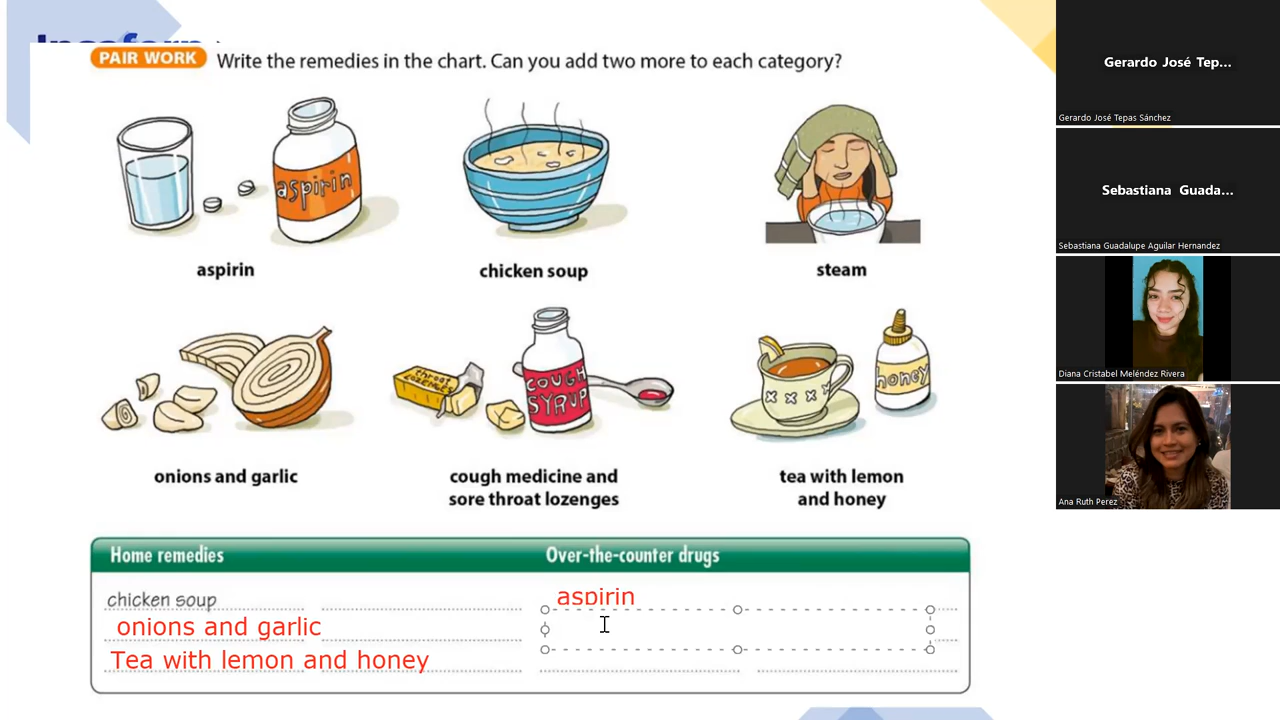 PAIR WORK Write the remedies in the chart. Can you add two more to each category?
aspirin
aspirin
chicken soup
steam
throat
lozenges
COUGH
SYRUP
honey
onions and garlic
cough medicine and
sore throat lozenges
tea with lemon
and honey
Home remedies
Over-the-counter drugs
chicken soup
aspirin
onions and garlic
Tea with lemon and honey
Gerardo José Tep...
Gerardo José Tepas Sánchez
Sebastiana Guada...
Sebastiana Guadalupe Aguilar Hernandez
Diana Cristabel Meléndez Rivera
Ana Ruth Perez